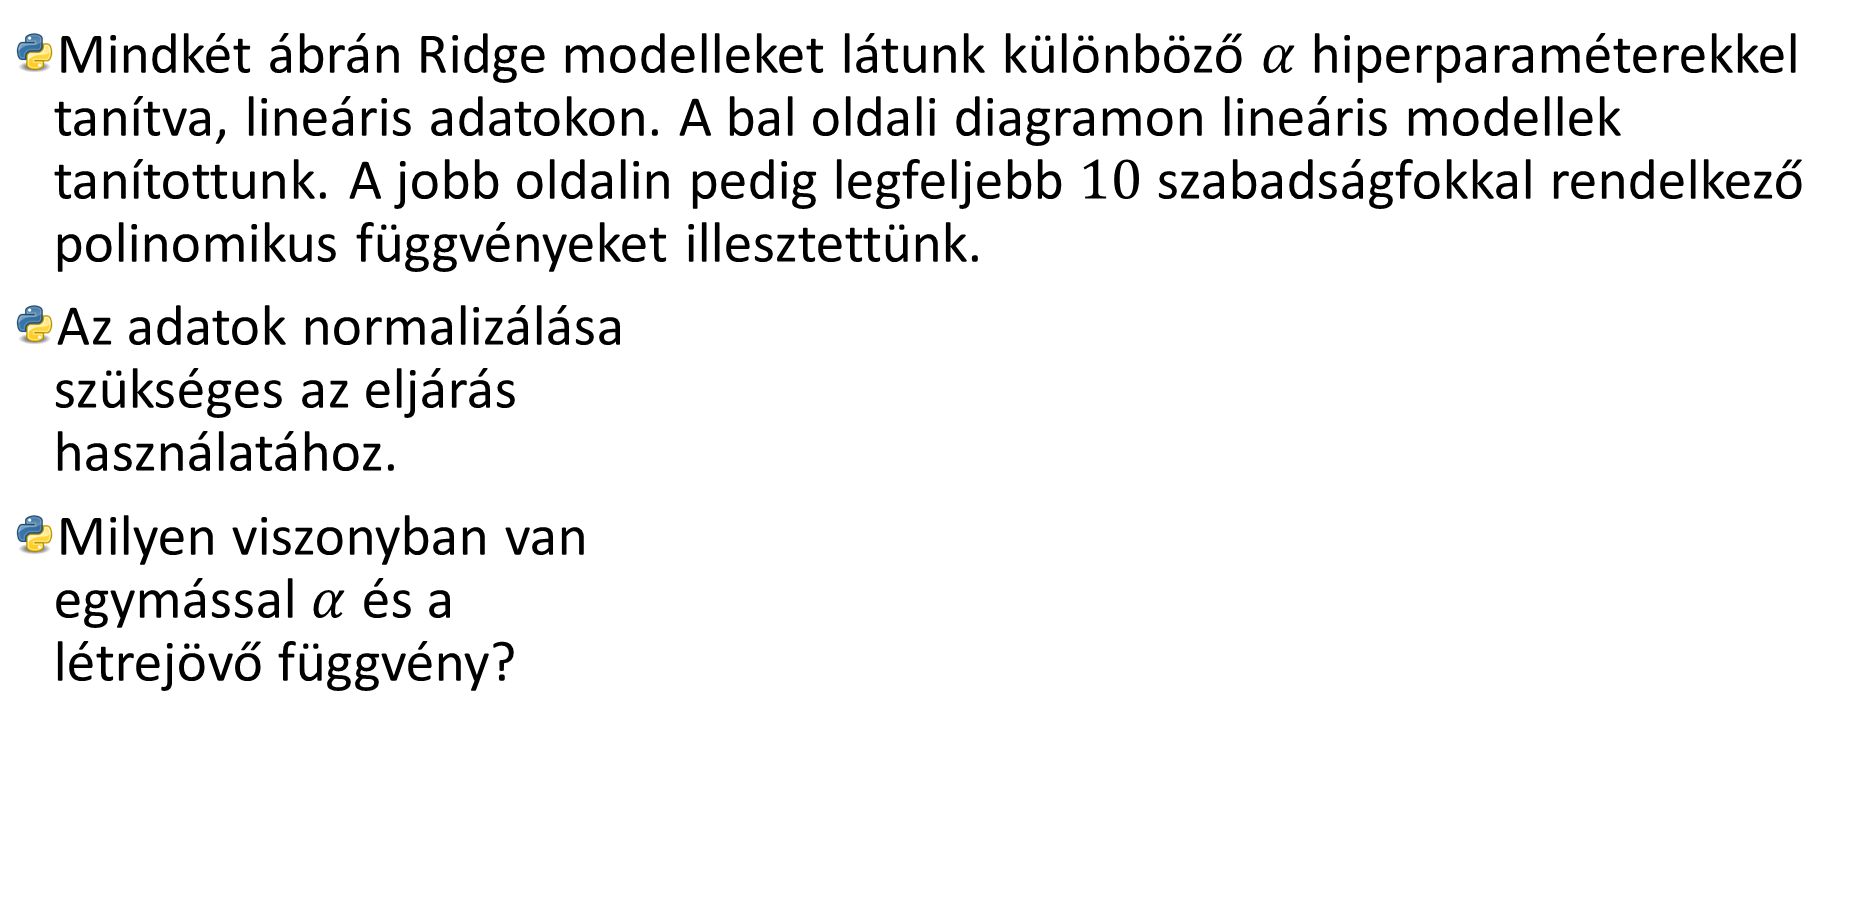 Mindkét ábrán Ridge modelleket látunk különböző α hiperparaméterekkel
tanítva, lineáris adatokon. A bal oldali diagramon lineáris modellek
tanítottunk. A jobb oldalin pedig legfeljebb 10 szabadságfokkal rendelkező
polinomikus függvényeket illesztettünk.
Az adatok normalizálása
szükséges az eljárás
használatához.
Milyen viszonyban van
egymással α és a
létrejövő függvény?